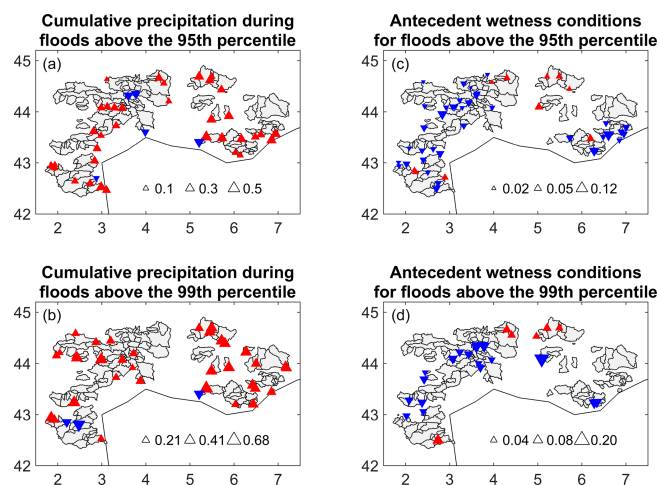 Cumulative precipitation during
floods above the 95th percentile
(a)
45
44
43
42
2 3 4 5 6 7
0.1 0.3 0.5
Antecedent wetness conditions
for floods above the 95th percentile
(c)
45
44
43
42
2 3 4 5 6 7
0.02 0.05 0.12
Cumulative precipitation during
floods above the 99th percentile
(b)
45
44
43
42
2 3 4 5 6 7
0.21 0.41 0.68
Antecedent wetness conditions
for floods above the 99th percentile
(d)
45
44
43
42
2 3 4 5 6 7
0.04 0.08 0.20